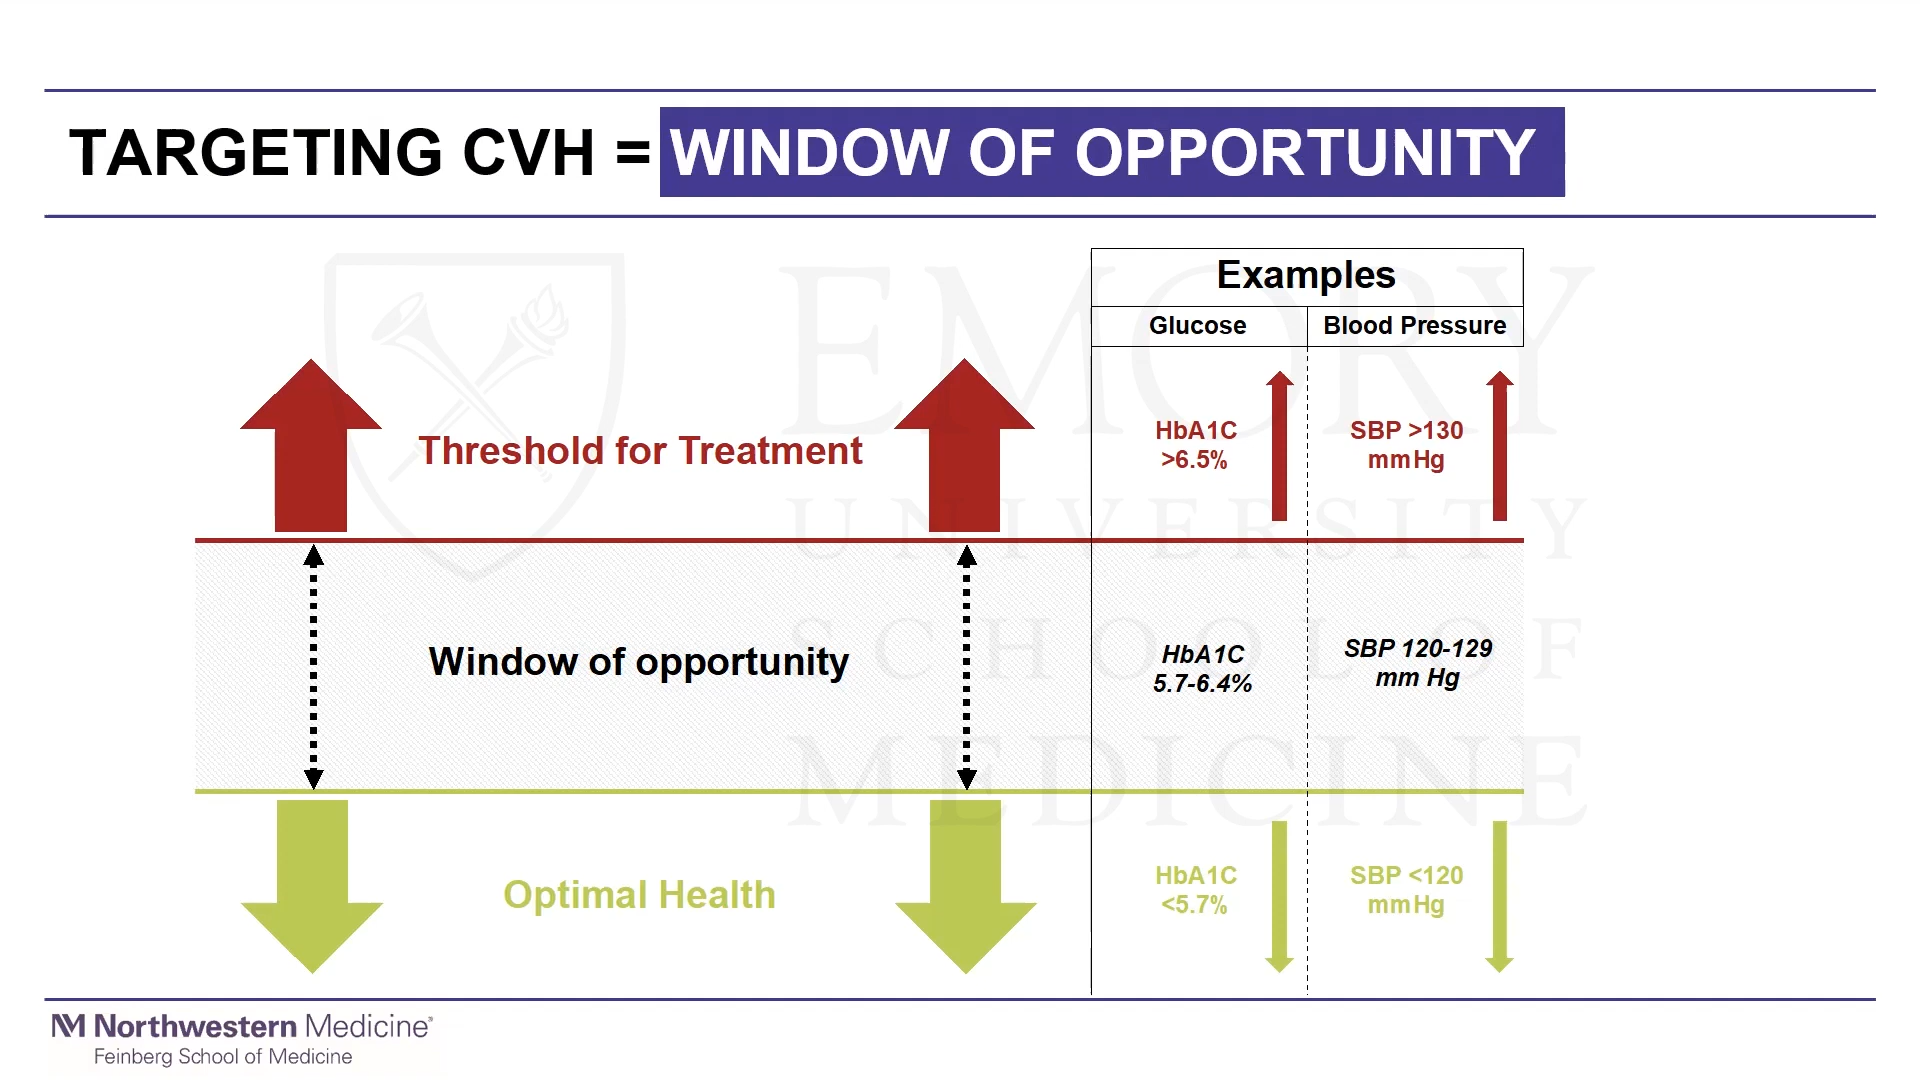 TARGETING CVH = WINDOW OF OPPORTUNITY
Examples
Glucose
Blood Pressure
Threshold for Treatment
HbA1C
>6.5%
SBP >130
mmHg
Window of opportunity
HbA1C
5.7-6.4%
SBP 120-129
mm Hg
Optimal Health
HbA1C
<5.7%
SBP <120
mmHg
EMORY
UNIVERSITY
SCHOOL OF
MEDICINE
NM Northwestern Medicine®
Feinberg School of Medicine